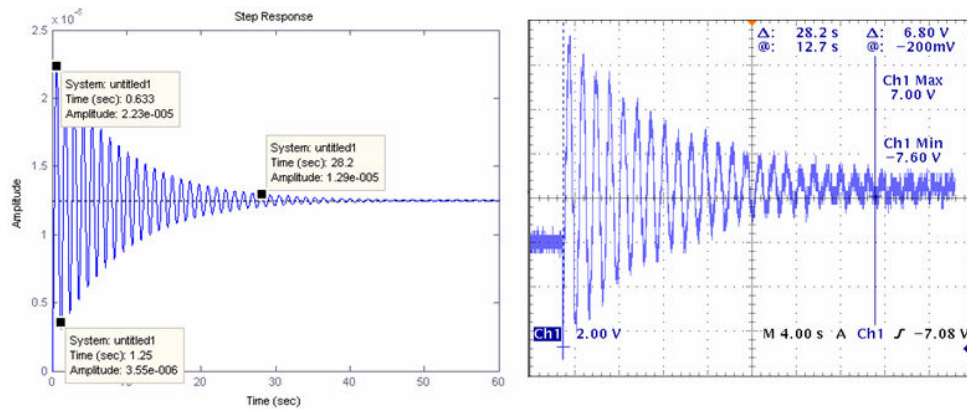 Step Response
x 10^-5
2.5
2
1.5
1
0.5
0
0
10
20
30
40
50
60
Amplitude
Time (sec)
System: untitled1
Time (sec): 0.633
Amplitude: 2.23e-005
System: untitled1
Time (sec): 28.2
Amplitude: 1.29e-005
System: untitled1
Time (sec): 1.25
Amplitude: 3.55e-006
Δ: 28.2 s Δ: 6.80 V
@: 12.7 s @: -200mV
Ch1 Max
7.00 V
Ch1 Min
-7.60 V
Ch1 2.00 V M 4.00 s A Ch1 -7.08 V